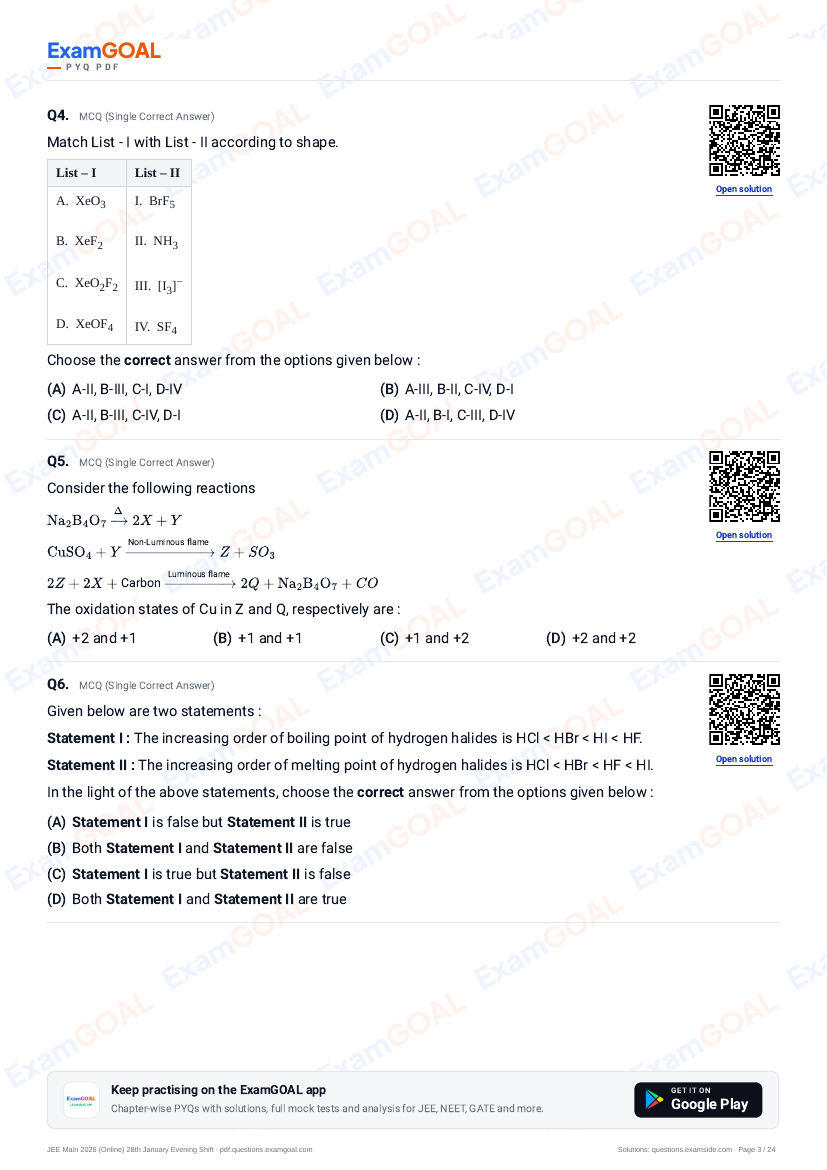 ExamGOAL
PYQ PDF
Q4. MCQ (Single Correct Answer)
Match List - I with List - II according to shape.
List – I List – II
A. XeO₃ I. BrF₅
B. XeF₂ II. NH₃
C. XeO₂F₂ III. [I₃]⁻
D. XeOF₄ IV. SF₄
Open solution
Choose the correct answer from the options given below :
(A) A-II, B-III, C-I, D-IV (B) A-III, B-II, C-IV, D-I
(C) A-II, B-III, C-IV, D-I (D) A-II, B-I, C-III, D-IV
Q5. MCQ (Single Correct Answer)
Consider the following reactions
Na₂B₄O₇ —Δ→ 2X + Y
CuSO₄ + Y —Non-Luminous flame→ Z + SO₃
2Z + 2X + Carbon —Luminous flame→ 2Q + Na₂B₄O₇ + CO
Open solution
The oxidation states of Cu in Z and Q, respectively are :
(A) +2 and +1 (B) +1 and +1 (C) +1 and +2 (D) +2 and +2
Q6. MCQ (Single Correct Answer)
Given below are two statements :
Statement I : The increasing order of boiling point of hydrogen halides is HCl < HBr < HI < HF.
Statement II : The increasing order of melting point of hydrogen halides is HCl < HBr < HF < HI.
Open solution
In the light of the above statements, choose the correct answer from the options given below :
(A) Statement I is false but Statement II is true
(B) Both Statement I and Statement II are false
(C) Statement I is true but Statement II is false
(D) Both Statement I and Statement II are true
ExamGOAL
Keep practising on the ExamGOAL app
Chapter-wise PYQs with solutions, full mock tests and analysis for JEE, NEET, GATE and more.
GET IT ON
Google Play
JEE Main 2026 (Online) 28th January Evening Shift · pdf.questions.examgoal.com
Solutions: questions.examside.com · Page 3 / 24